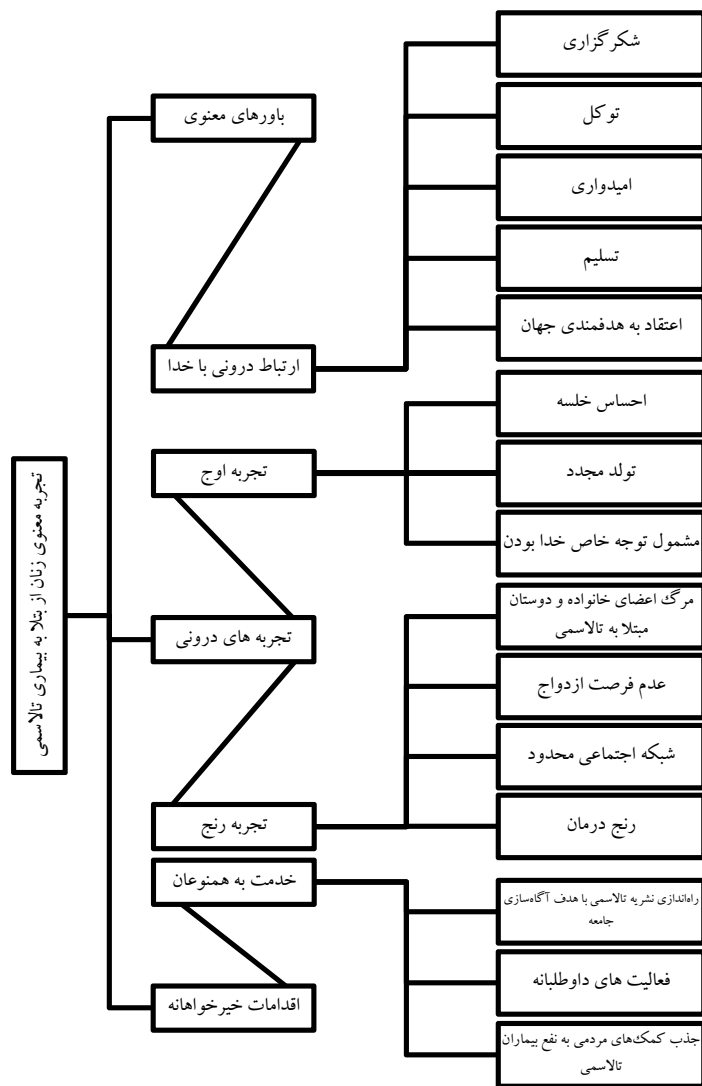 تجربه معنوی زنان از بتلا به بیماری تالاسمی
باورهای معنوی
ارتباط درونی با خدا
شکرگزاری
توکل
امیدواری
تسلیم
اعتقاد به هدفمندی جهان
تجربه های درونی
تجربه اوج
احساس خلسه
تولد مجدد
مشمول توجه خاص خدا بودن
تجربه رنج
مرگ اعضای خانواده و دوستان
مبتلا به تالاسمی
عدم فرصت ازدواج
شبکه اجتماعی محدود
رنج درمان
اقدامات خیرخواهانه
خدمت به همنوعان
راه‌اندازی نشریه تالاسمی با هدف آگاه‌سازی
جامعه
فعالیت های داوطلبانه
جذب کمک‌های مردمی به نفع بیماران
تالاسمی